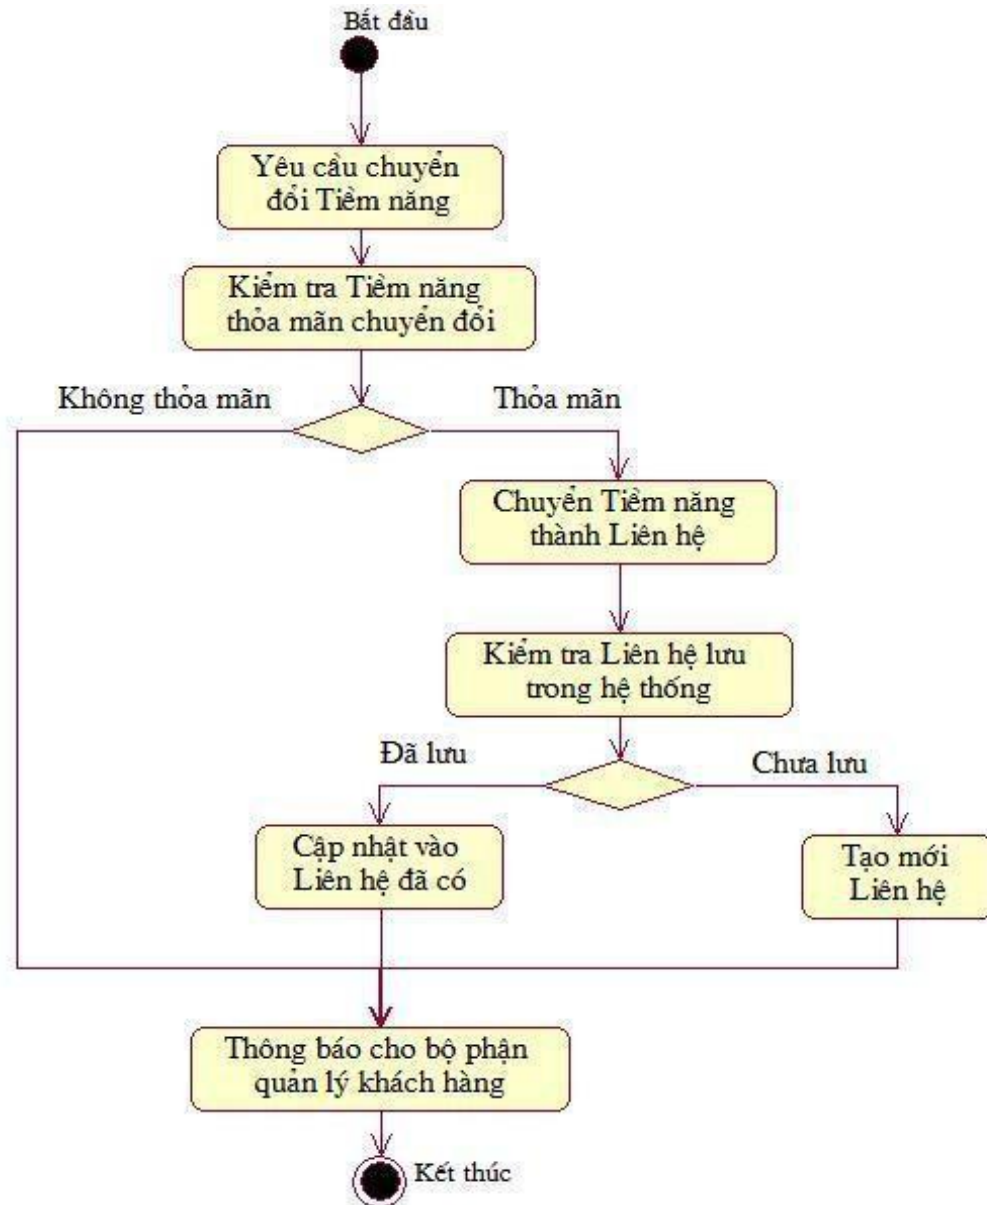 Bắt đầu
Yêu cầu chuyển
đổi Tiềm năng
Kiểm tra Tiềm năng
thỏa mãn chuyển đổi
Không thỏa mãn
Thỏa mãn
Chuyển Tiềm năng
thành Liên hệ
Kiểm tra Liên hệ lưu
trong hệ thống
Đã lưu
Chưa lưu
Cập nhật vào
Liên hệ đã có
Tạo mới
Liên hệ
Thông báo cho bộ phận
quản lý khách hàng
Kết thúc